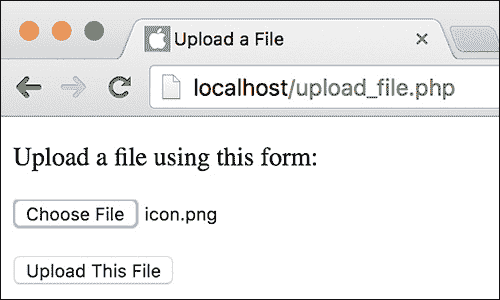 Upload a File
localhost/upload_file.php
Upload a file using this form:
Choose File icon.png
Upload This File